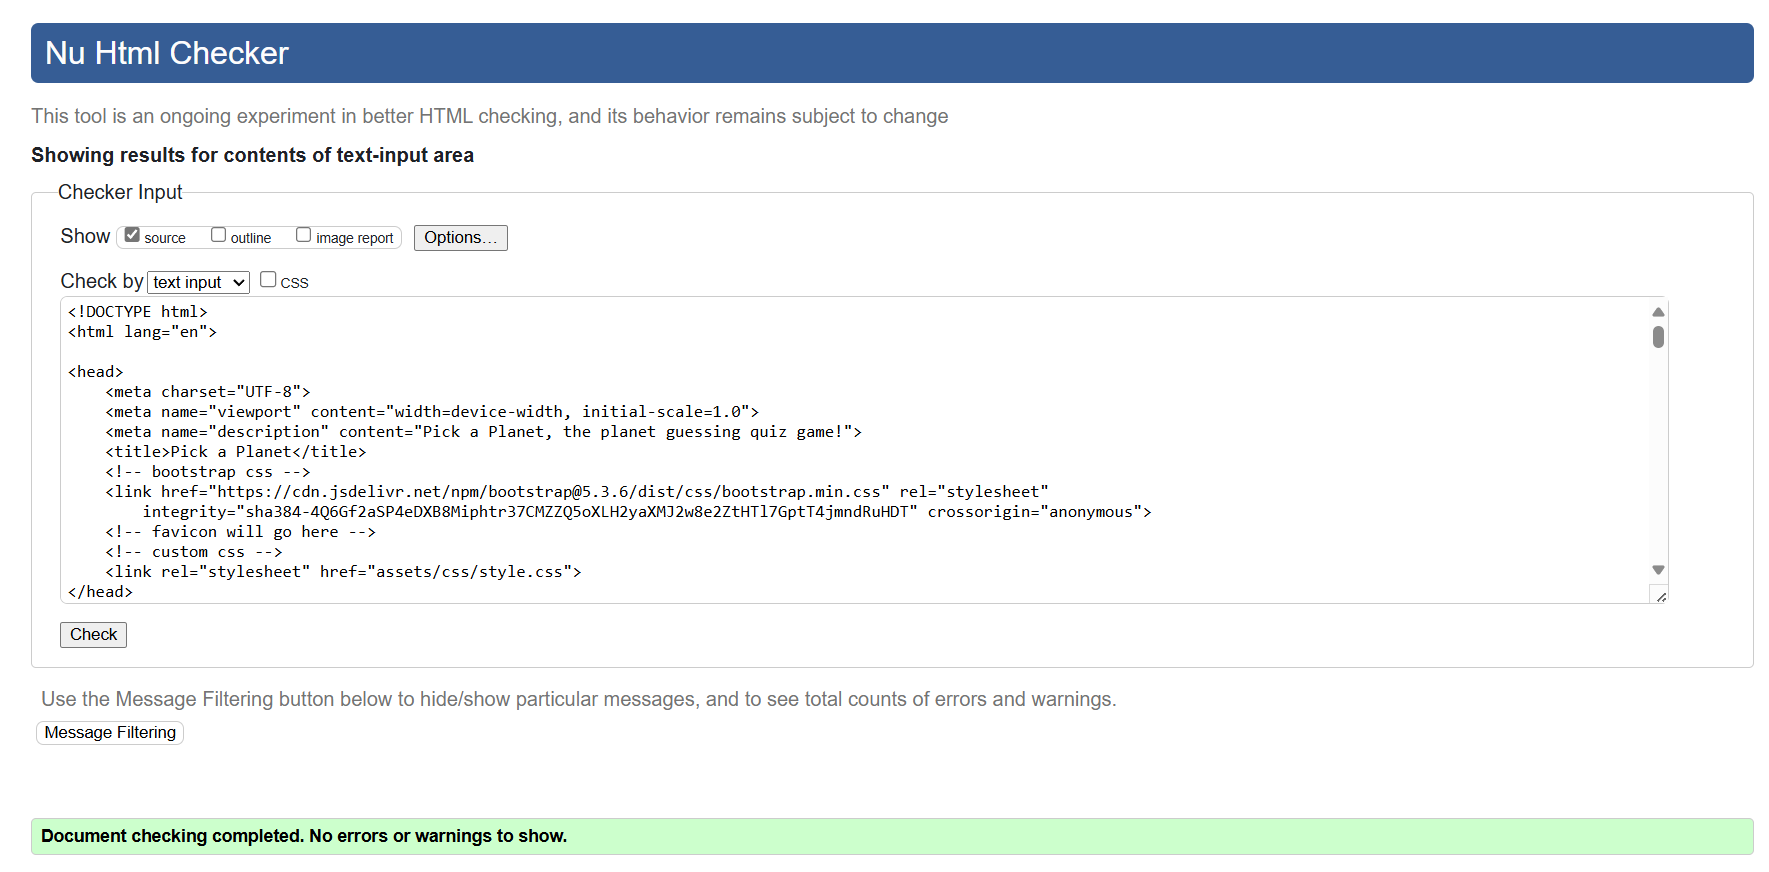 Nu Html Checker
This tool is an ongoing experiment in better HTML checking, and its behavior remains subject to change
Showing results for contents of text-input area
Checker Input
Show source outline image report Options...
Check by text input CSS
<!DOCTYPE html>
<html lang="en">
<head>
<meta charset="UTF-8">
<meta name="viewport" content="width=device-width, initial-scale=1.0">
<meta name="description" content="Pick a Planet, the planet guessing quiz game!">
<title>Pick a Planet</title>
<!-- bootstrap css -->
<link href="https://cdn.jsdelivr.net/npm/bootstrap@5.3.6/dist/css/bootstrap.min.css" rel="stylesheet"
integrity="sha384-4Q6Gf2aSP4eDXB8Miphtr37CMZZQ5oXLH2yaXMJ2w8e2ZtHTl7GptT4jmndRuHDT" crossorigin="anonymous">
<!-- favicon will go here -->
<!-- custom css -->
<link rel="stylesheet" href="assets/css/style.css">
</head>
Check
Use the Message Filtering button below to hide/show particular messages, and to see total counts of errors and warnings.
Message Filtering
Document checking completed. No errors or warnings to show.